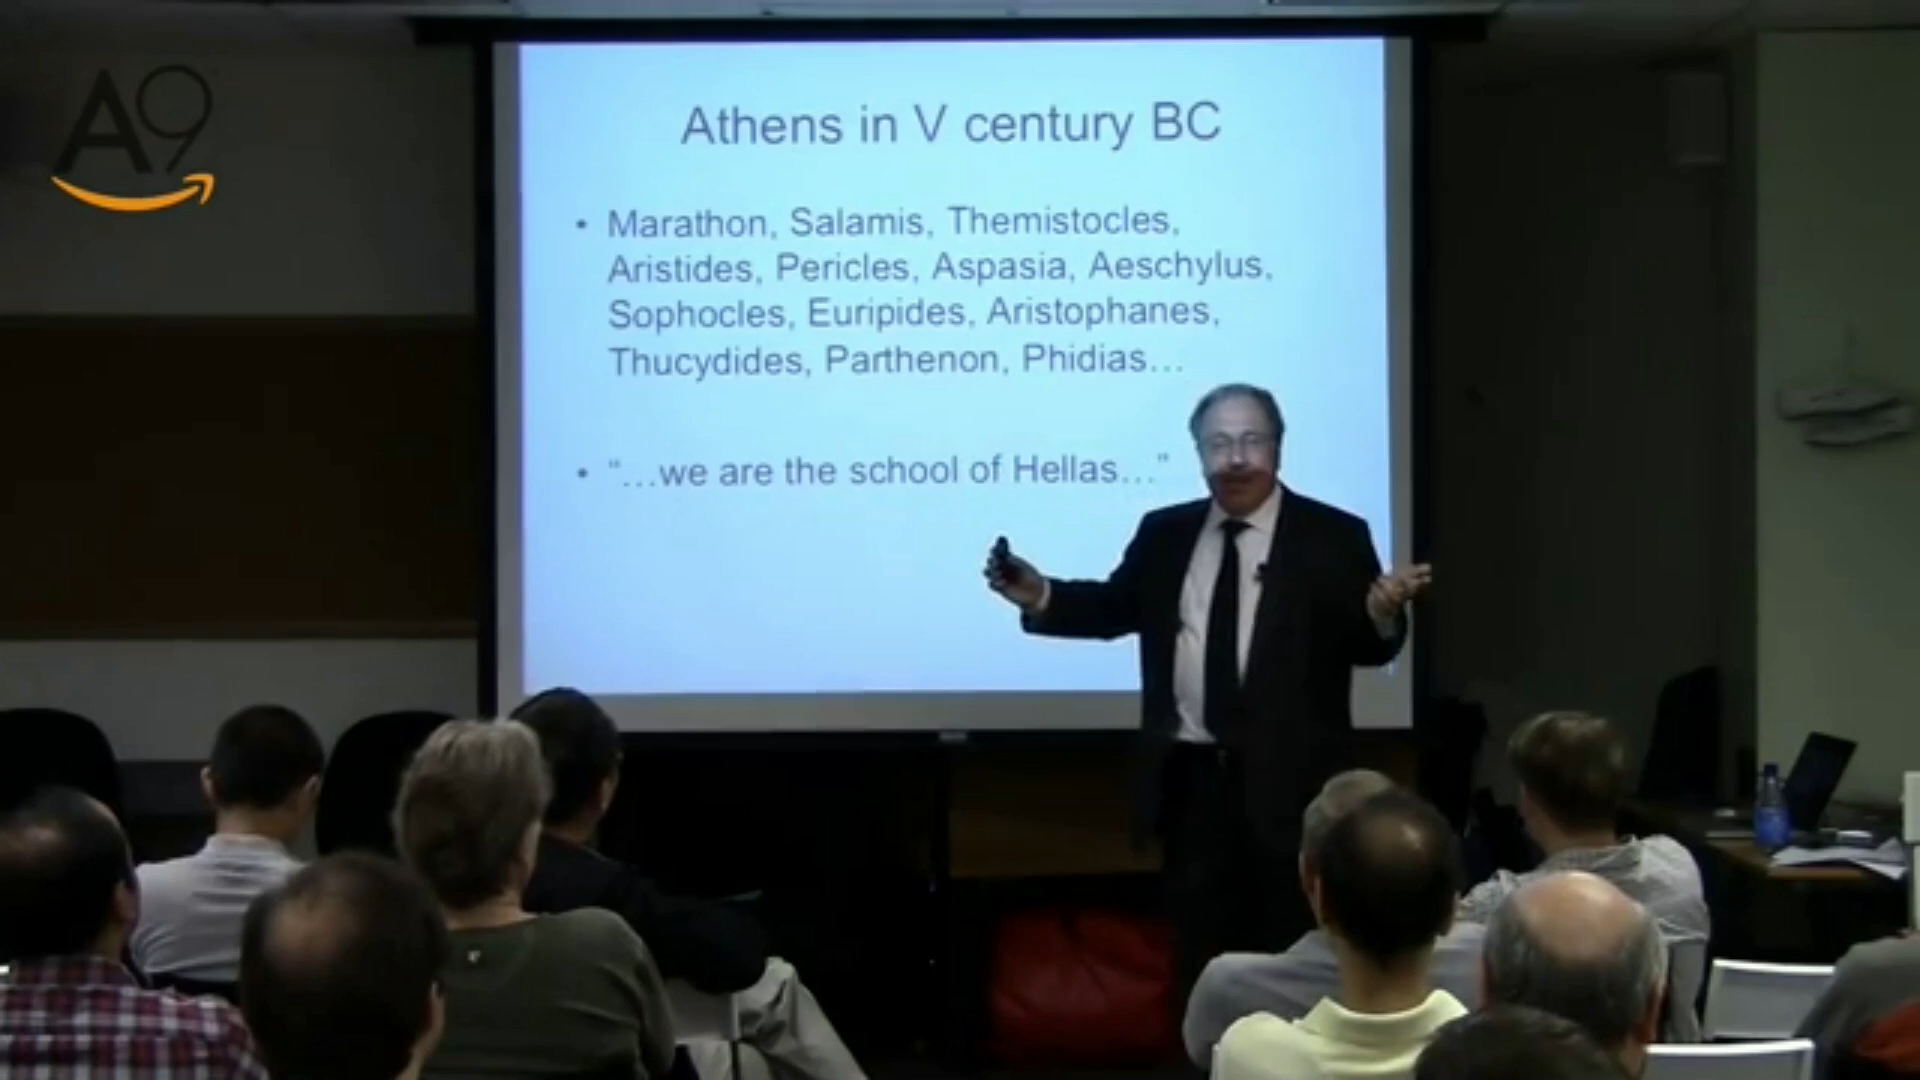 A9
Athens in V century BC
• Marathon, Salamis, Themistocles,
Aristides, Pericles, Aspasia, Aeschylus,
Sophocles, Euripides, Aristophanes,
Thucydides, Parthenon, Phidias…
• “…we are the school of Hellas…”